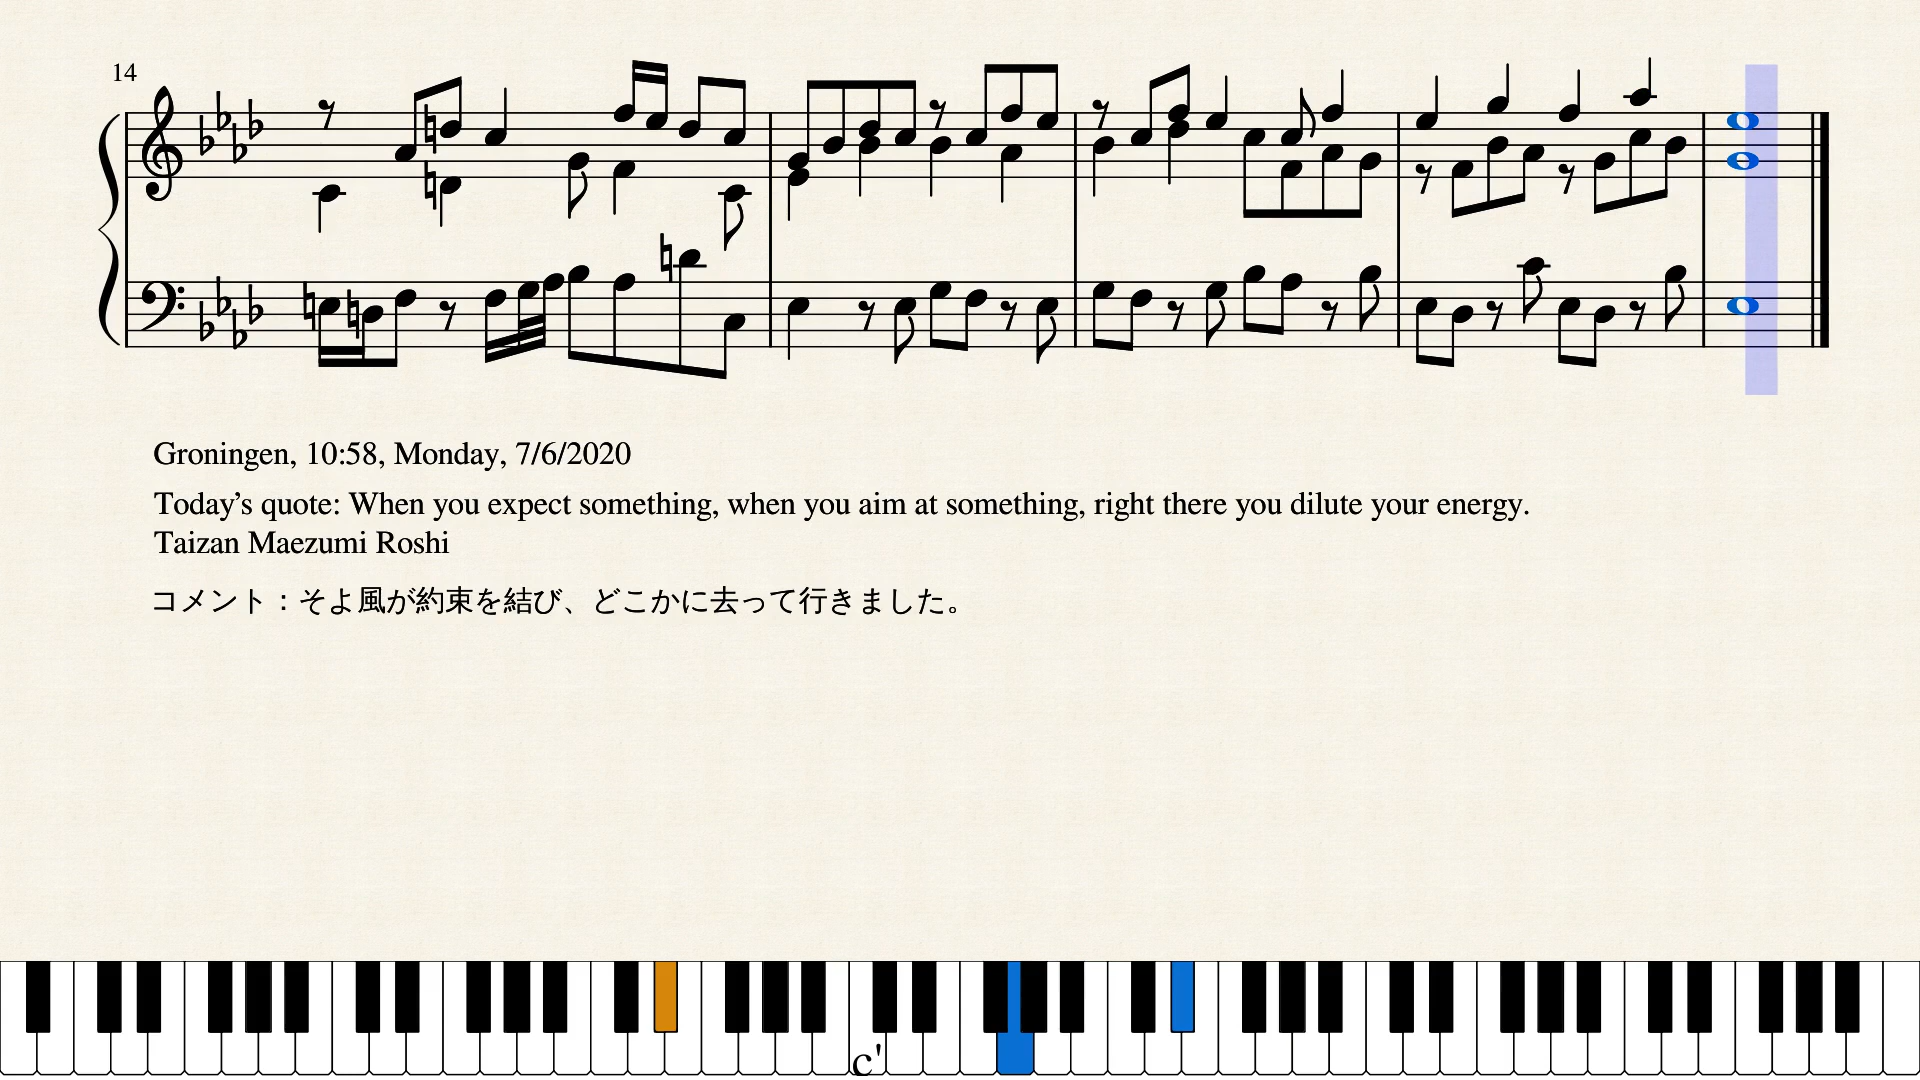 14
Groningen, 10:58, Monday, 7/6/2020
Today’s quote: When you expect something, when you aim at something, right there you dilute your energy.
Taizan Maezumi Roshi
コメント：そよ風が約束を結び、どこかに去って行きました。
c'